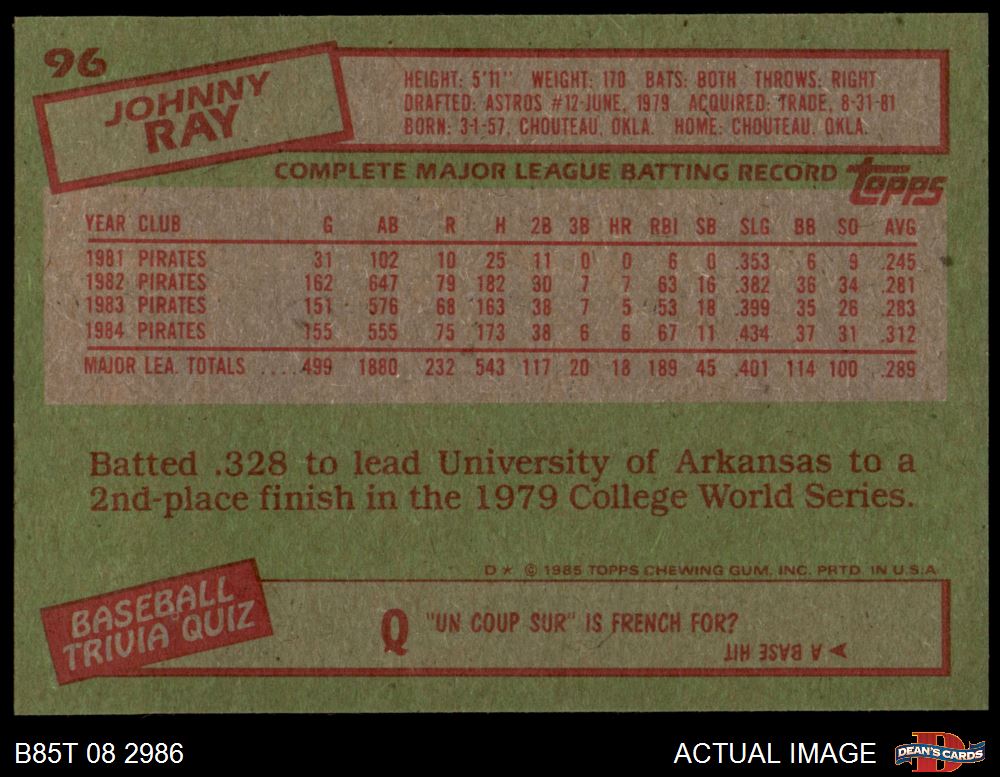 96
JOHNNY
RAY
HEIGHT: 5'11" WEIGHT: 170 BATS: BOTH THROWS: RIGHT
DRAFTED: ASTROS #12-JUNE, 1979 ACQUIRED: TRADE, 8-31-81
BORN: 3-1-57, CHOUTEAU, OKLA. HOME: CHOUTEAU, OKLA.
COMPLETE MAJOR LEAGUE BATTING RECORD topps
YEAR CLUB G AB R H 2B 3B HR RBI SB SLG BB SO AVG
1981 PIRATES 31 102 10 25 11 0 0 6 0 .353 6 9 .245
1982 PIRATES 162 647 79 182 30 7 7 63 16 .382 36 34 .281
1983 PIRATES 151 576 68 163 38 7 5 53 18 .399 35 26 .283
1984 PIRATES 155 555 75 173 38 6 6 67 11 .434 37 31 .312
MAJOR LEA. TOTALS ....499 1880 232 543 117 20 18 189 45 .401 114 100 .289
Batted .328 to lead University of Arkansas to a
2nd-place finish in the 1979 College World Series.
D★ © 1985 TOPPS CHEWING GUM, INC. PRTD. IN U.S.A.
BASEBALL
TRIVIA QUIZ
Q "UN COUP SUR" IS FRENCH FOR?
A BASE HIT
B85T 08 2986
ACTUAL IMAGE
D
DEAN'S CARDS